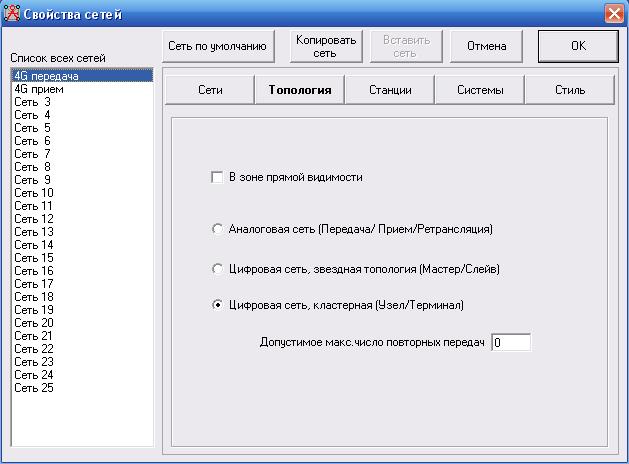 Свойства сетей
Сеть по умолчанию
Копировать сеть
Вставить сеть
Отмена
OK
Список всех сетей
4G передача
4G прием
Сеть 3
Сеть 4
Сеть 5
Сеть 6
Сеть 7
Сеть 8
Сеть 9
Сеть 10
Сеть 11
Сеть 12
Сеть 13
Сеть 14
Сеть 15
Сеть 16
Сеть 17
Сеть 18
Сеть 19
Сеть 20
Сеть 21
Сеть 22
Сеть 23
Сеть 24
Сеть 25
Сети
Топология
Станции
Системы
Стиль
В зоне прямой видимости
Аналоговая сеть (Передача/ Прием/Ретрансляция)
Цифровая сеть, звездная топология (Мастер/Слейв)
Цифровая сеть, кластерная (Узел/Терминал)
Допустимое макс.число повторных передач 0